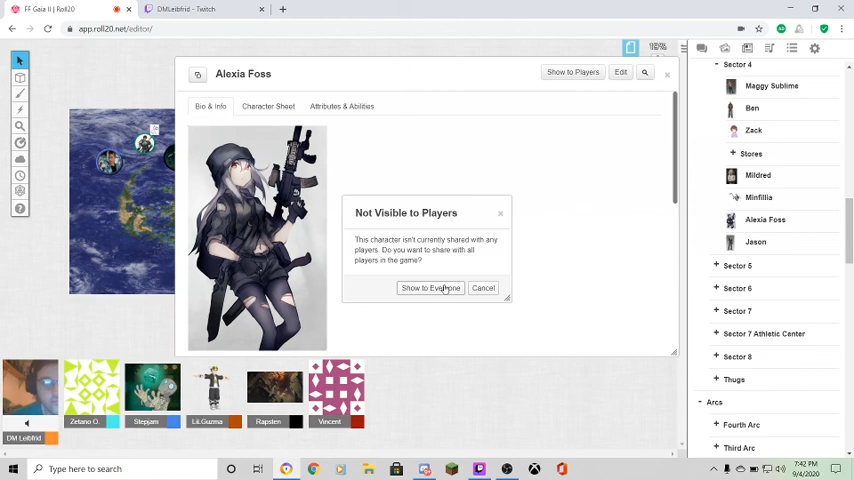 FF Gaia II | Roll20
DMLeibfrid - Twitch
app.roll20.net/editor/
19%
Alexia Foss
Show to Players
Edit
Bio & Info
Character Sheet
Attributes & Abilities
Not Visible to Players
This character isn't currently shared with any
players. Do you want to share with all
players in the game?
Show to Everyone
Cancel
Sector 4
Maggy Sublime
Ben
Zack
Stores
Mildred
Minfillia
Alexia Foss
Jason
Sector 5
Sector 6
Sector 7
Sector 7 Athletic Center
Sector 8
Thugs
Arcs
Fourth Arc
Third Arc
DM Leibfrid
Zetano O.
Stepjam
LiLGuzma
Rapsten
Vincent
Type here to search
7:42 PM
9/4/2020